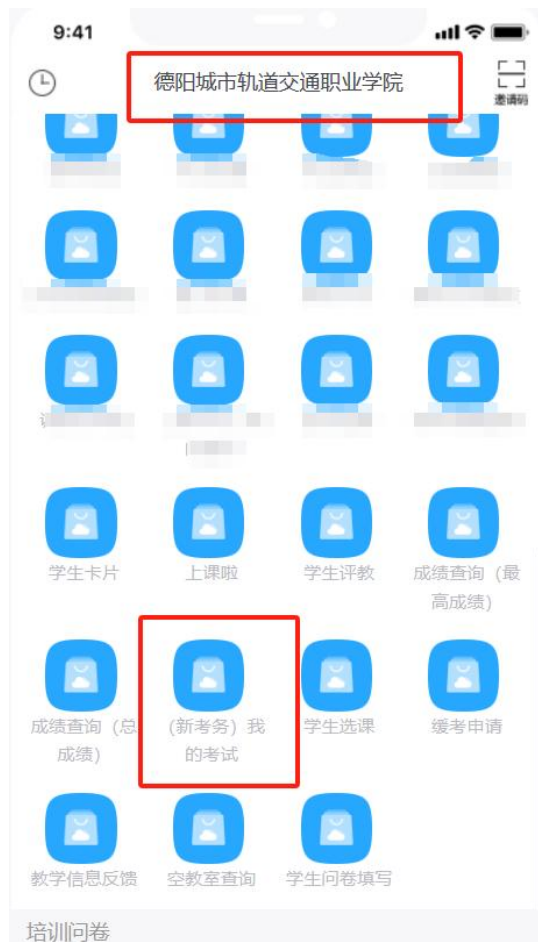 9:41
德阳城市轨道交通职业学院
邀请码
学生卡片 上课啦 学生评教 成绩查询（最
高成绩）
成绩查询（总 （新考务）我 学生选课 缓考申请
成绩） 的考试
教学信息反馈 空教室查询 学生问卷填写
培训问卷